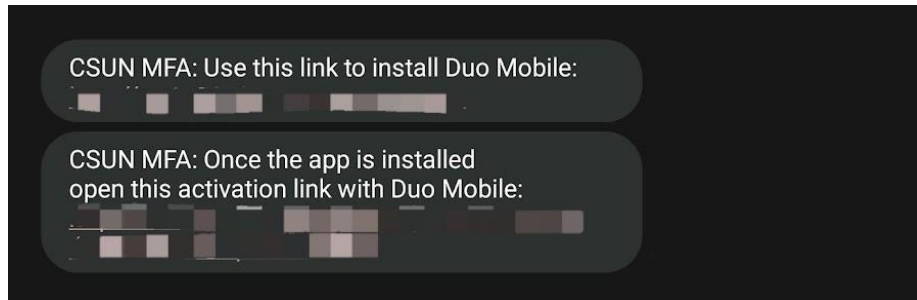 CSUN MFA: Use this link to install Duo Mobile:
CSUN MFA: Once the app is installed
open this activation link with Duo Mobile: